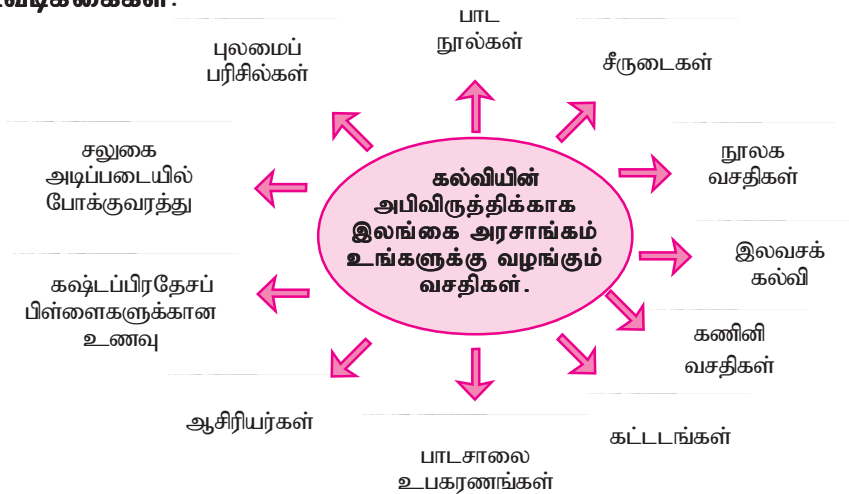 பாட
நூல்கள்
புலமைப்
பரிசில்கள்
சீருடைகள்
சலுகை
அடிப்படையில்
போக்குவரத்து
நூலக
வசதிகள்
கல்வியின்
அபிவிருத்திக்காக
இலங்கை அரசாங்கம்
உங்களுக்கு வழங்கும்
வசதிகள்.
இலவசக்
கல்வி
கஷ்டப்பிரதேசப்
பிள்ளைகளுக்கான
உணவு
கணினி
வசதிகள்
ஆசிரியர்கள்
கட்டடங்கள்
பாடசாலை
உபகரணங்கள்